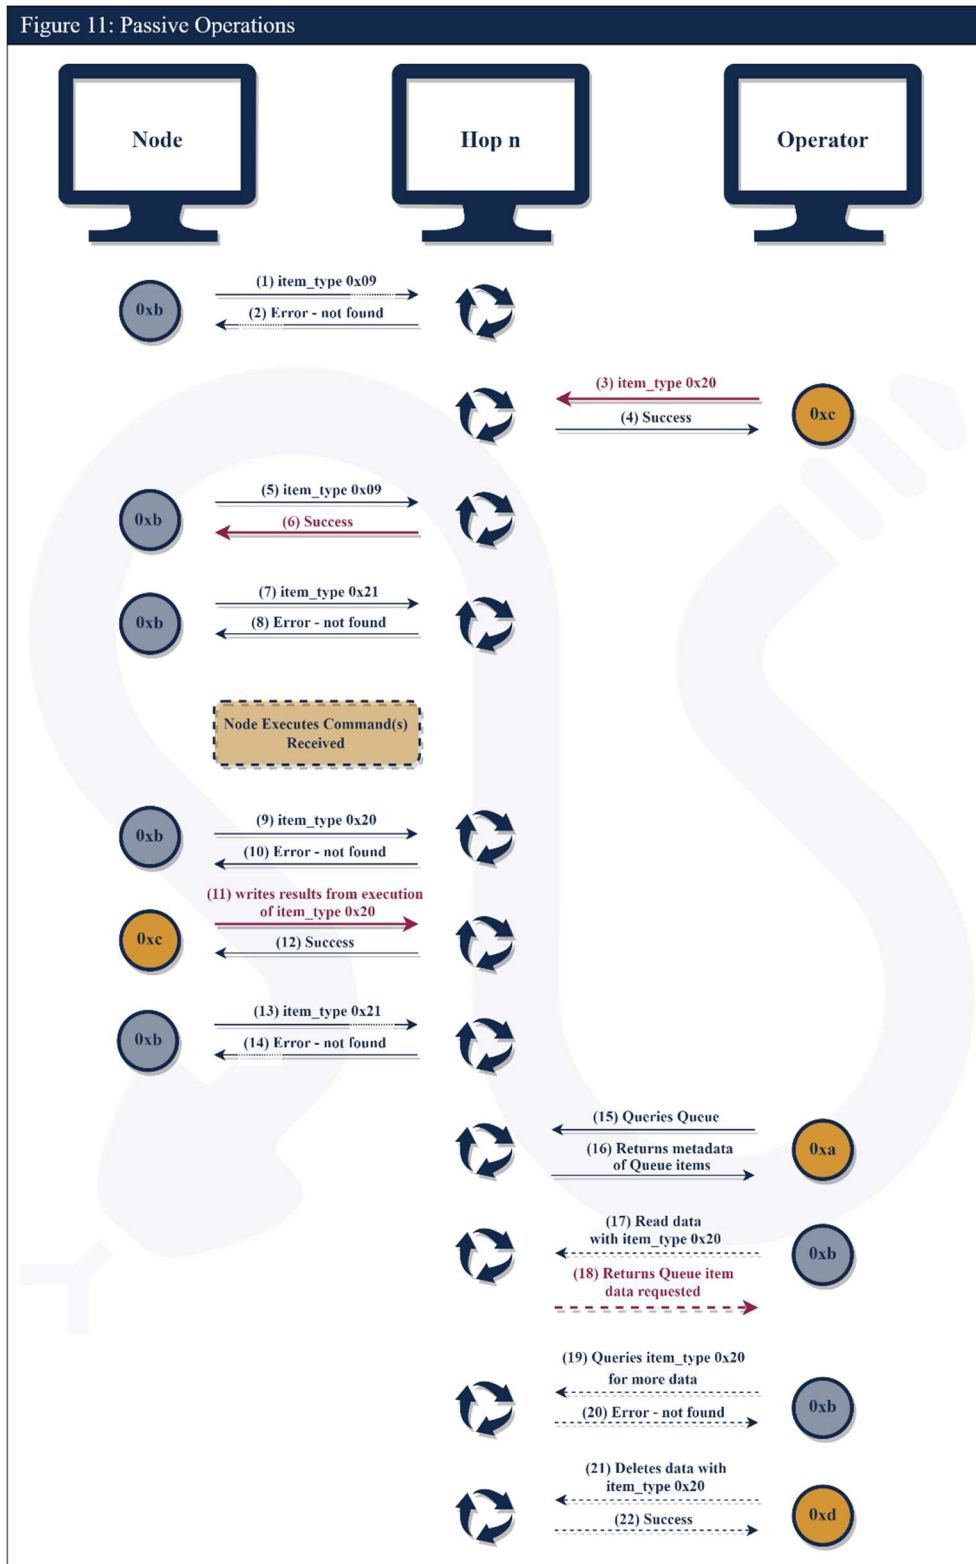 Figure 11: Passive Operations
Node
Hop n
Operator
(1) item_type 0x09
0xb
(2) Error - not found
(3) item_type 0x20
0xc
(4) Success
(5) item_type 0x09
0xb
(6) Success
(7) item_type 0x21
0xb
(8) Error - not found
Node Executes Command(s)
Received
(9) item_type 0x20
0xb
(10) Error - not found
(11) writes results from execution
of item_type 0x20
0xc
(12) Success
(13) item_type 0x21
0xb
(14) Error - not found
(15) Queries Queue
0xa
(16) Returns metadata
of Queue items
(17) Read data
with item_type 0x20
0xb
(18) Returns Queue item
data requested
(19) Queries item_type 0x20
for more data
0xb
(20) Error - not found
(21) Deletes data with
item_type 0x20
0xd
(22) Success